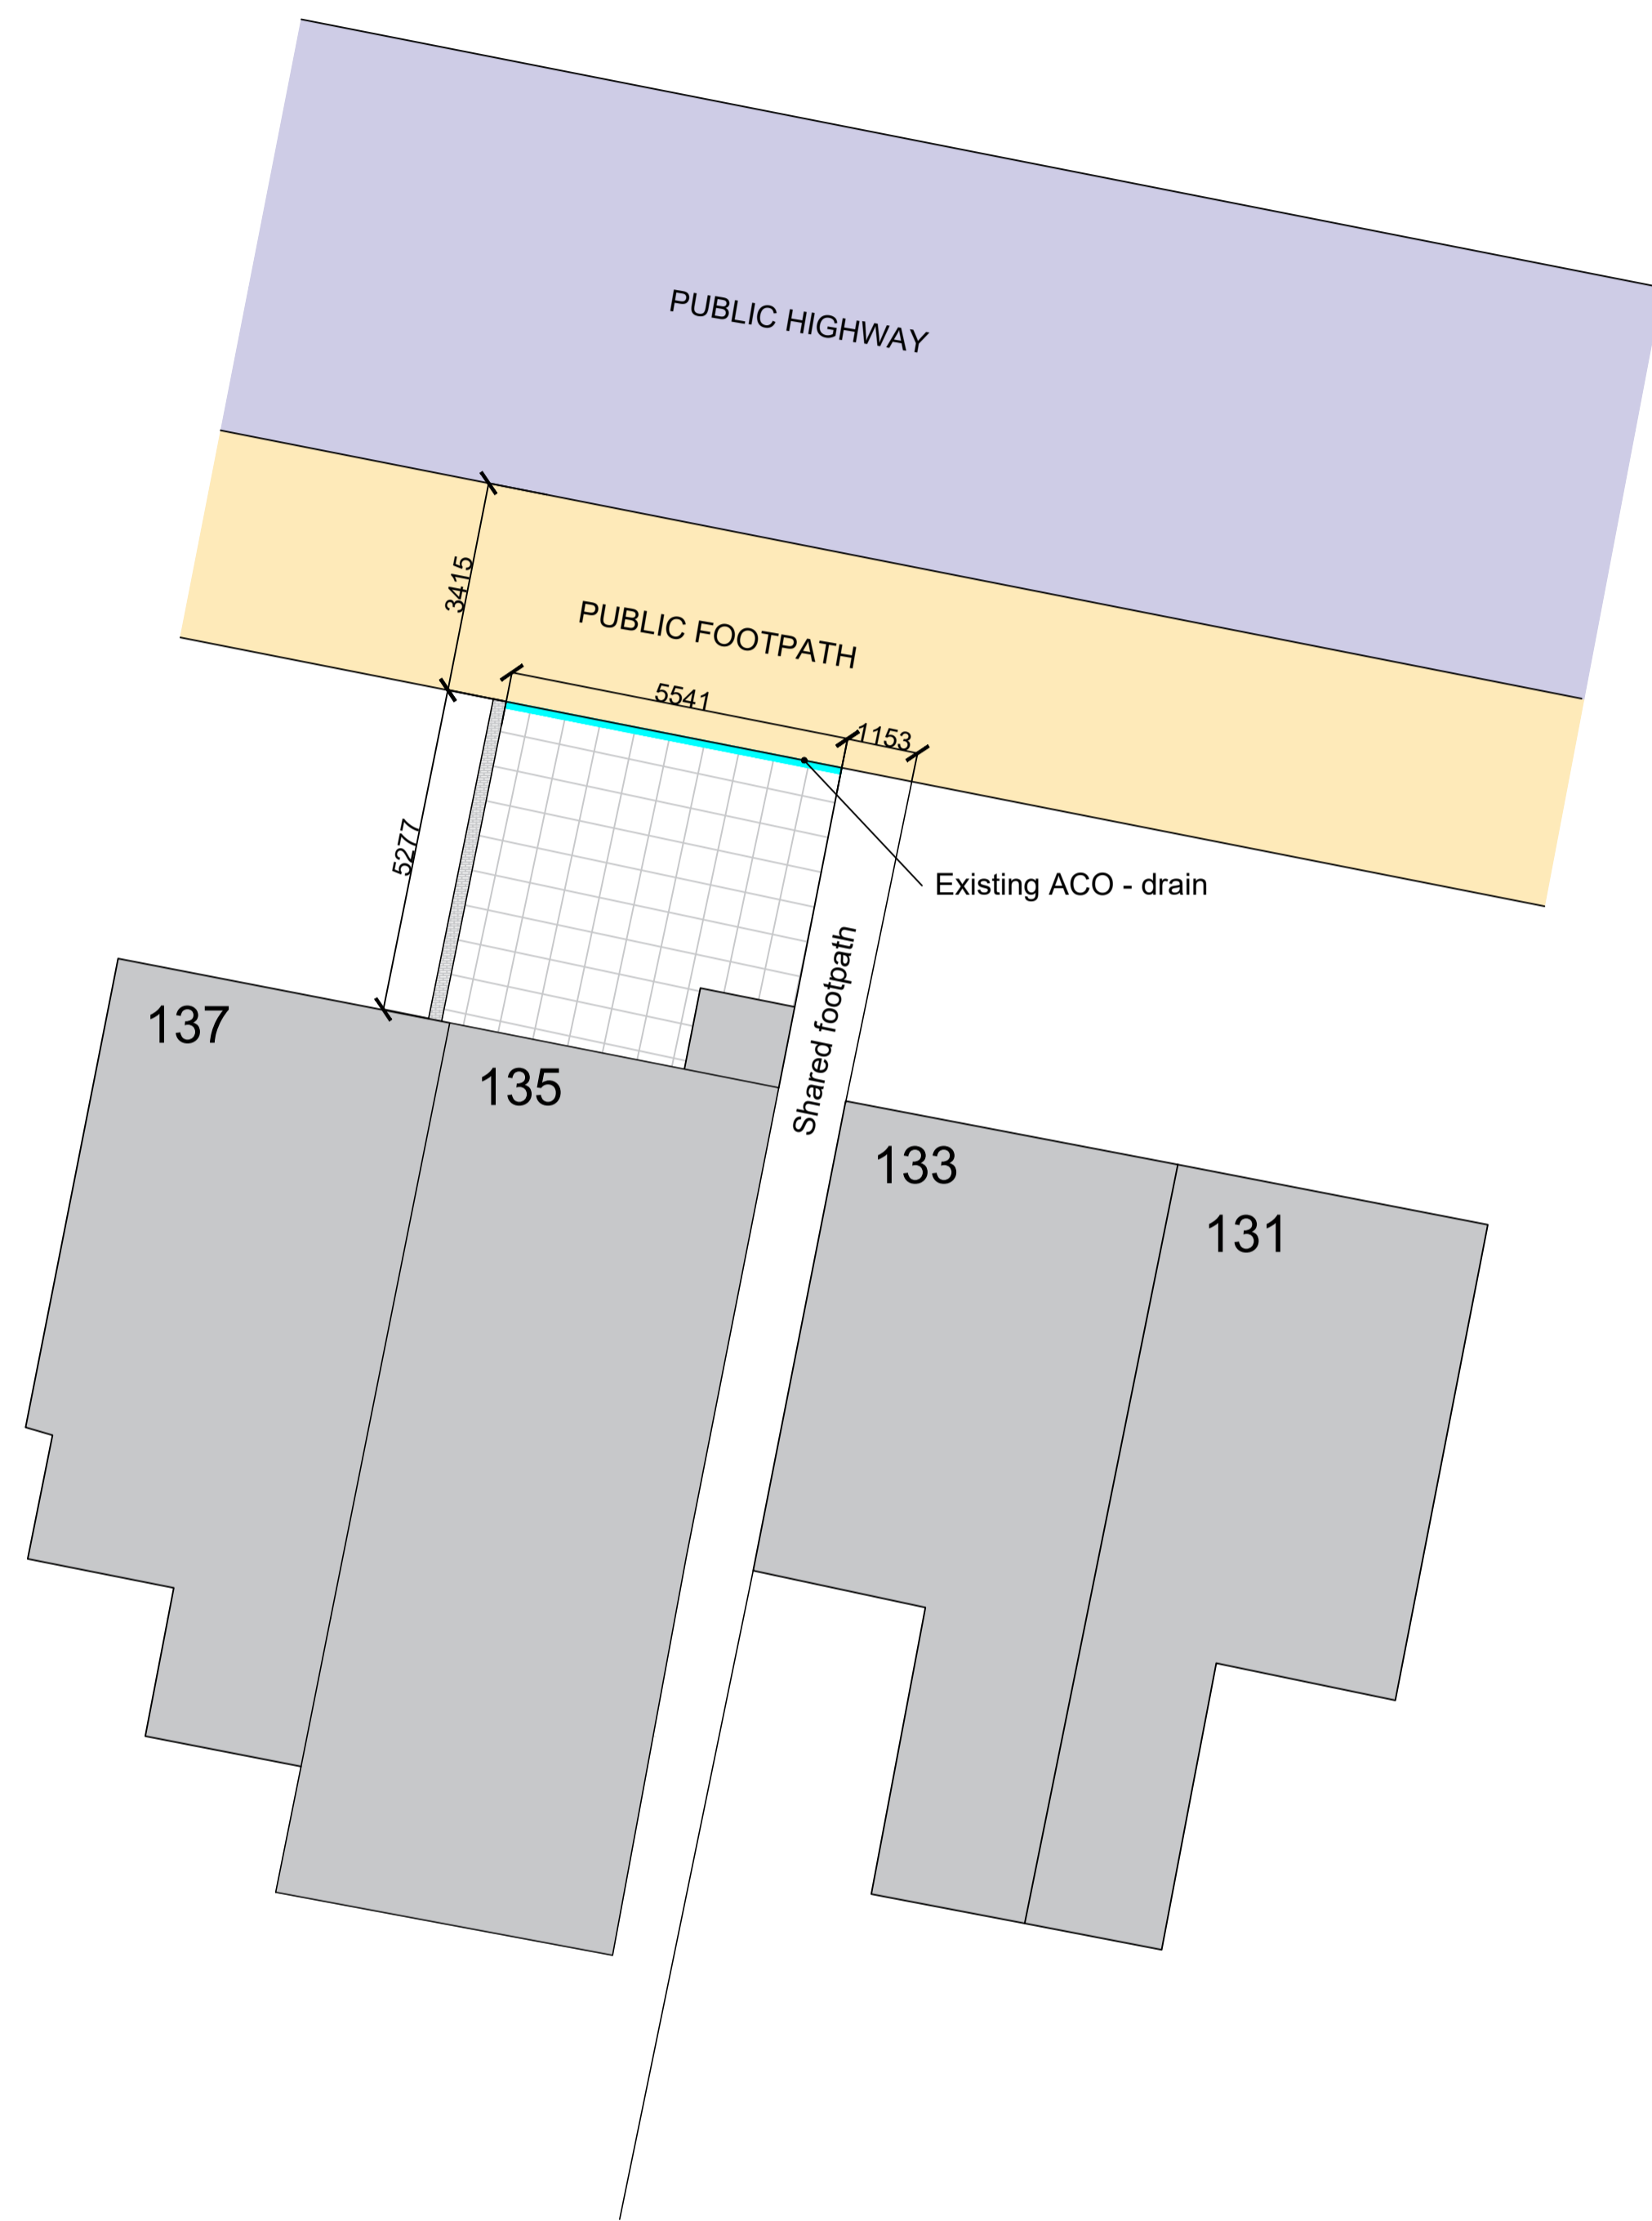 PUBLIC HIGHWAY
3415
PUBLIC FOOTPATH
5541
1153
5277
Existing ACO - drain
Shared footpath
137
135
133
131